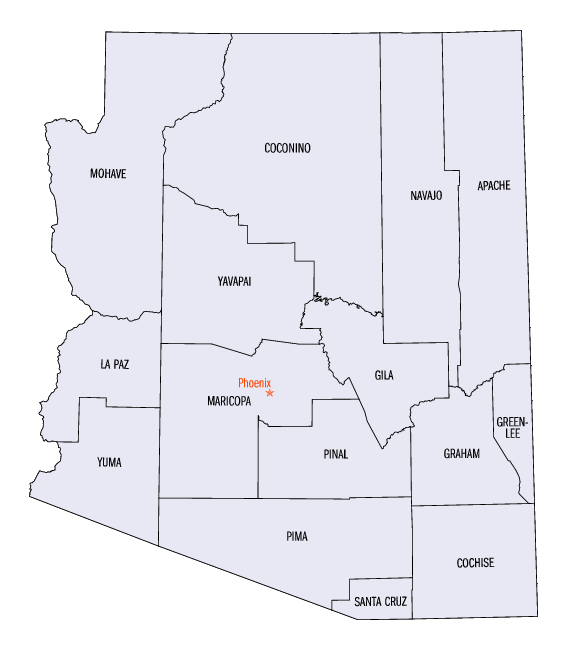 COCONINO
MOHAVE
NAVAJO
APACHE
YAVAPAI
LA PAZ
GILA
Phoenix
MARICOPA
GREEN-
LEE
YUMA
PINAL
GRAHAM
PIMA
COCHISE
SANTA CRUZ